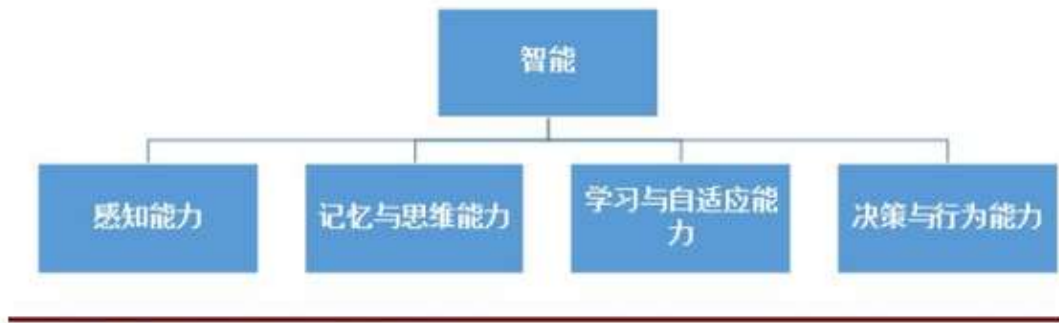 智能
感知能力
记忆与思维能力
学习与自适应能
力
决策与行为能力